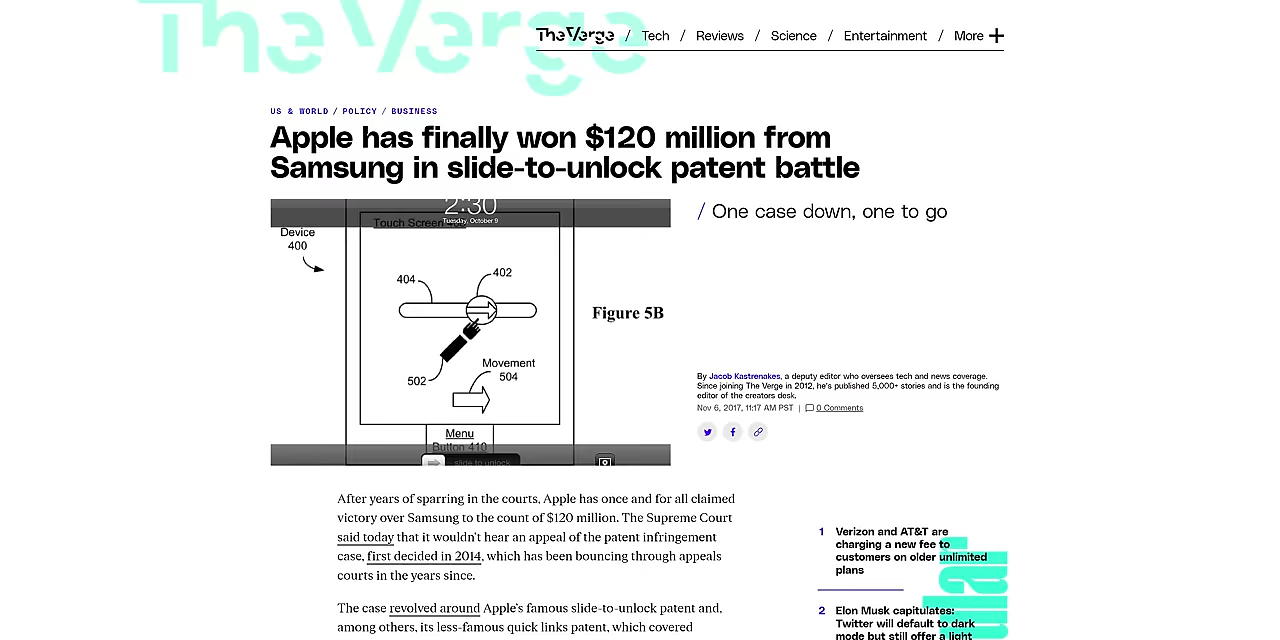 The Verge
The Verge / Tech / Reviews / Science / Entertainment / More +
US & WORLD / POLICY / BUSINESS
Apple has finally won $120 million from
Samsung in slide-to-unlock patent battle
/ One case down, one to go
2:30
Tuesday, October 9
Touch Screen
Device
400
404
402
Figure 5B
502
Movement
504
Menu
Button 410
slide to unlock
By Jacob Kastrenakes, a deputy editor who oversees tech and news coverage.
Since joining The Verge in 2012, he's published 5,000+ stories and is the founding
editor of the creators desk.
Nov 6, 2017, 11:17 AM PST | 0 Comments
After years of sparring in the courts, Apple has once and for all claimed
victory over Samsung to the count of $120 million. The Supreme Court
said today that it wouldn't hear an appeal of the patent infringement
case, first decided in 2014, which has been bouncing through appeals
courts in the years since.
The case revolved around Apple's famous slide-to-unlock patent and,
among others, its less-famous quick links patent, which covered
1 Verizon and AT&T are
charging a new fee to
customers on older unlimited
plans
2 Elon Musk capitulates:
Twitter will default to dark
mode but still offer a light